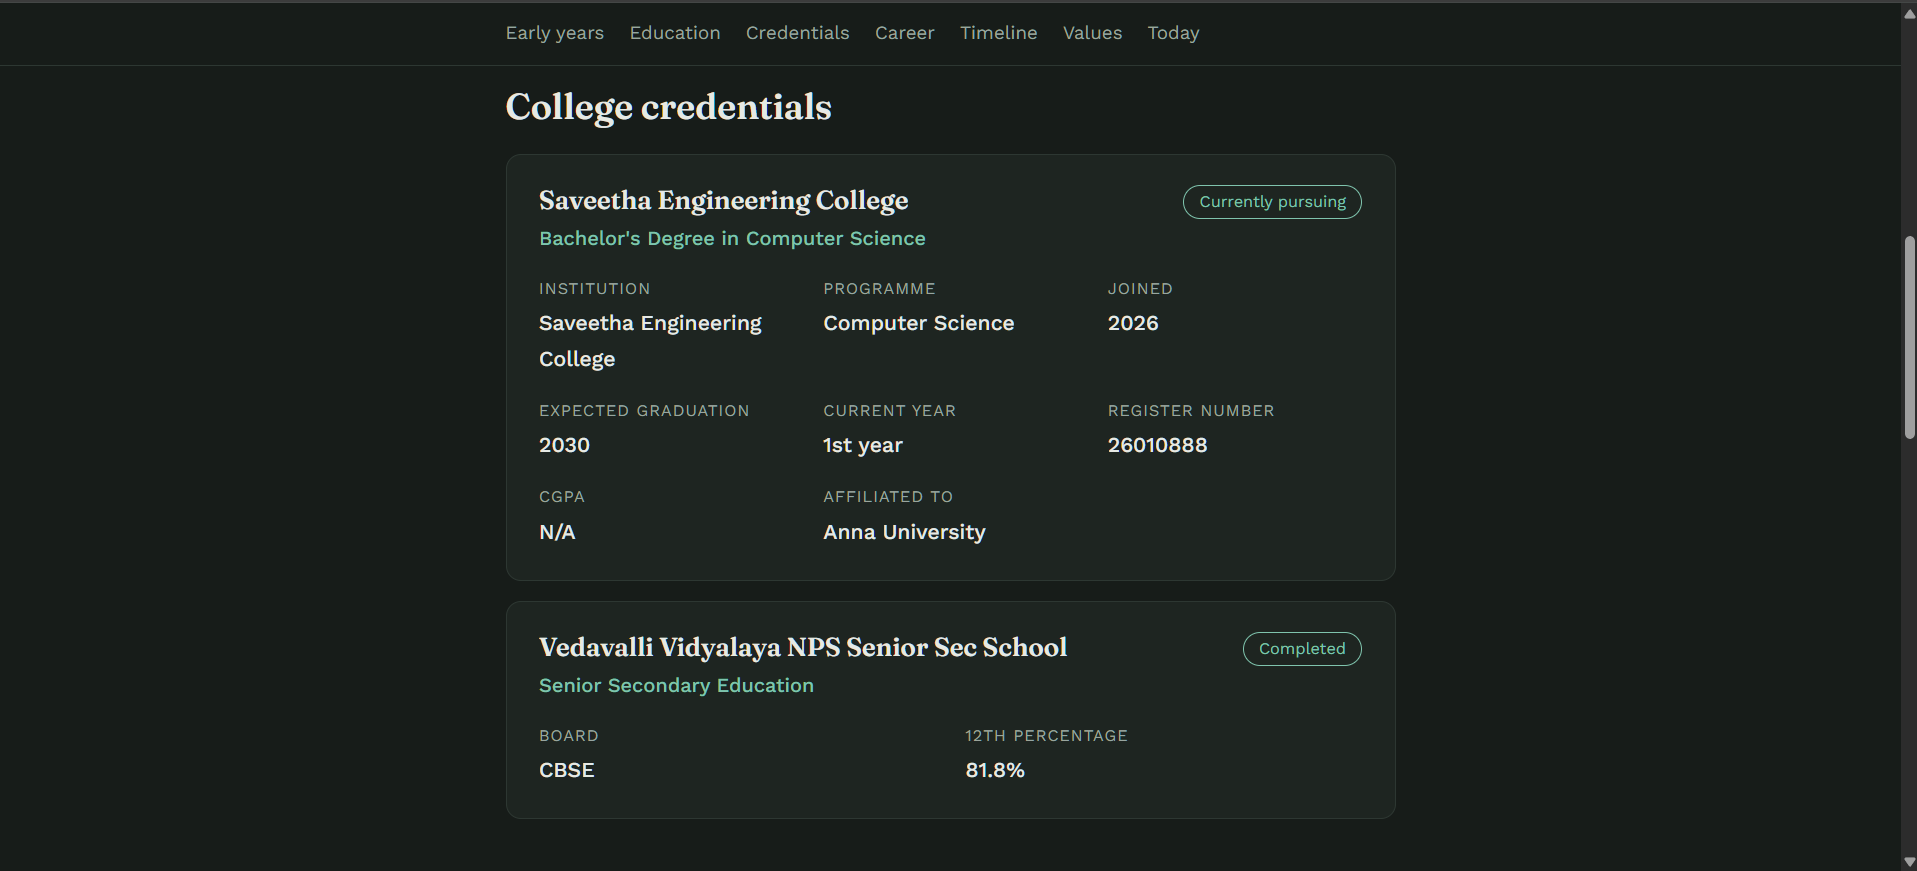 Early years Education Credentials Career Timeline Values Today
College credentials
Saveetha Engineering College
Currently pursuing
Bachelor's Degree in Computer Science
INSTITUTION
Saveetha Engineering
College
PROGRAMME
Computer Science
JOINED
2026
EXPECTED GRADUATION
2030
CURRENT YEAR
1st year
REGISTER NUMBER
26010888
CGPA
N/A
AFFILIATED TO
Anna University
Vedavalli Vidyalaya NPS Senior Sec School
Completed
Senior Secondary Education
BOARD
CBSE
12TH PERCENTAGE
81.8%